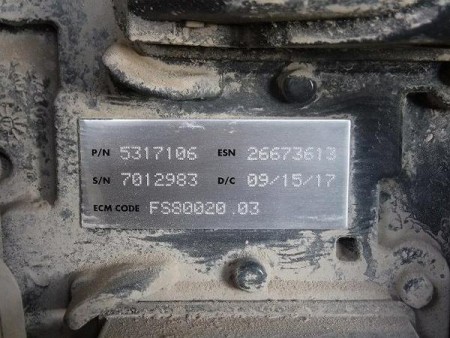 P/N 5317106 ESN 26673613
S/N 7012983 D/C 09/15/17
ECM CODE FS80020.03